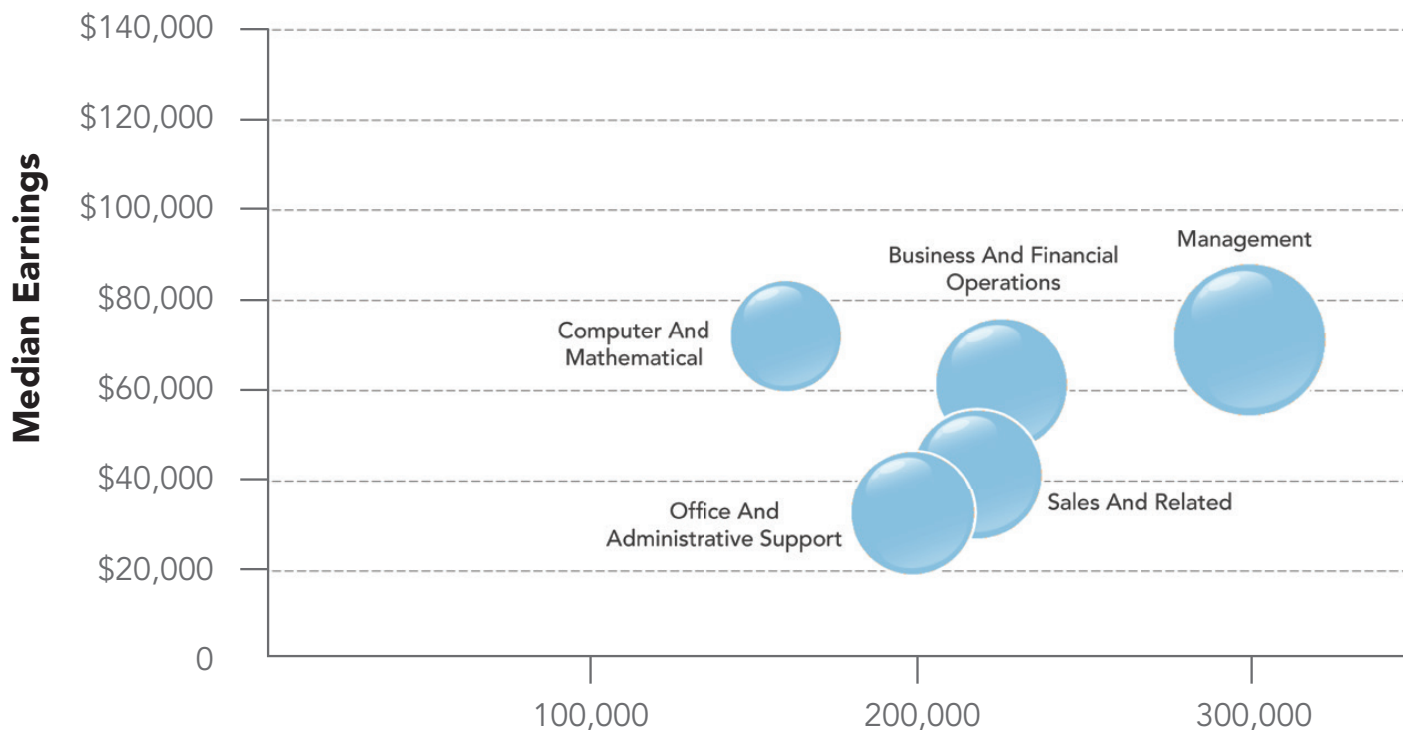 $140,000
$120,000
$100,000
$80,000
$60,000
$40,000
$20,000
0
Median Earnings
Management
Business And Financial
Operations
Computer And
Mathematical
Sales And Related
Office And
Administrative Support
100,000
200,000
300,000